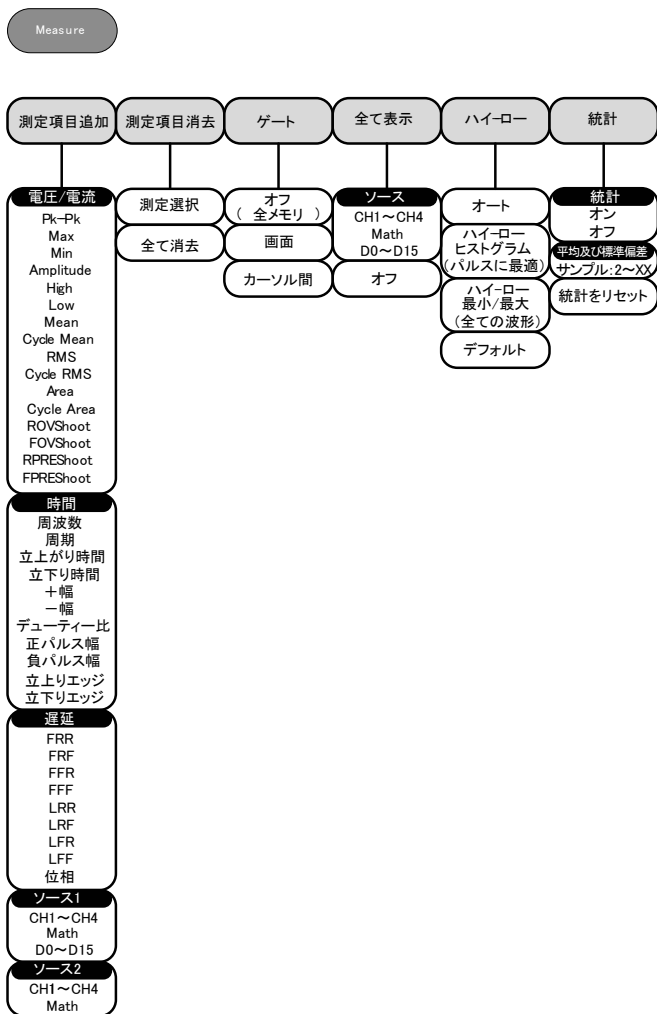 Measure
測定項目追加
測定項目消去
ゲート
全て表示
ハイ-ロー
統計
電圧/電流
Pk-Pk
Max
Min
Amplitude
High
Low
Mean
Cycle Mean
RMS
Cycle RMS
Area
Cycle Area
ROVShoot
FOVShoot
RPREShoot
FPREShoot
時間
周波数
周期
立上がり時間
立下り時間
＋幅
－幅
デューティー比
正パルス幅
負パルス幅
立上りエッジ
立下りエッジ
遅延
FRR
FRF
FFR
FFF
LRR
LRF
LFR
LFF
位相
ソース1
CH1～CH4
Math
D0～D15
ソース2
CH1～CH4
Math
測定選択
全て消去
オフ
( 全メモリ )
画面
カーソル間
ソース
CH1～CH4
Math
D0～D15
オフ
オート
ハイ-ロー
ヒストグラム
(パルスに最適)
ハイ-ロー
最小/最大
(全ての波形)
デフォルト
統計
オン
オフ
平均及び標準偏差
サンプル:2～XX
統計をリセット